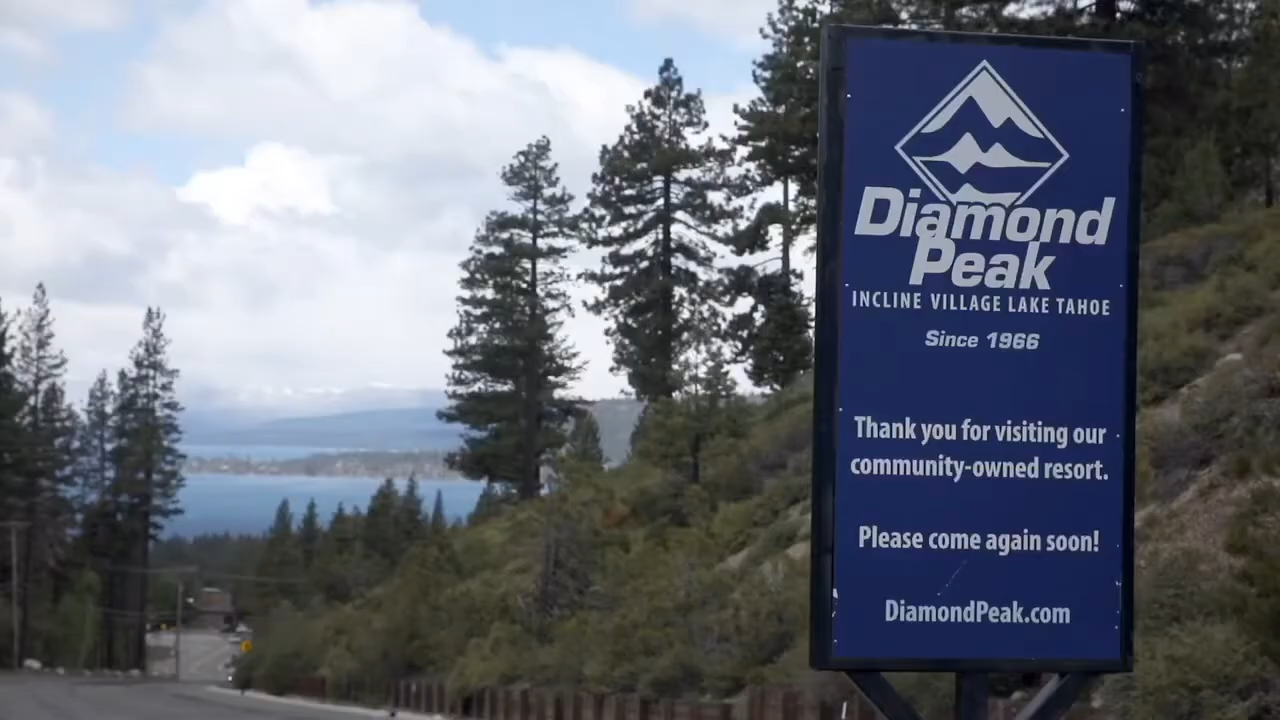 Diamond
Peak
INCLINE VILLAGE LAKE TAHOE
Since 1966
Thank you for visiting our
community-owned resort.
Please come again soon!
DiamondPeak.com